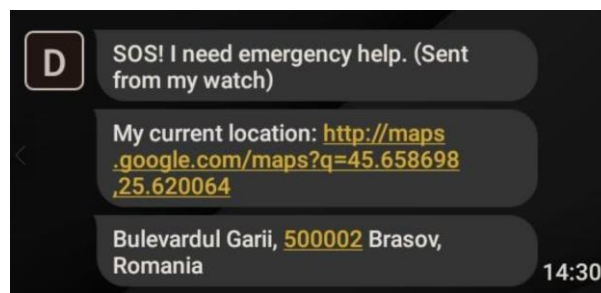 D
SOS! I need emergency help. (Sent
from my watch)
My current location: http://maps
.google.com/maps?q=45.658698
,25.620064
Bulevardul Garii, 500002 Brasov,
Romania
14:30